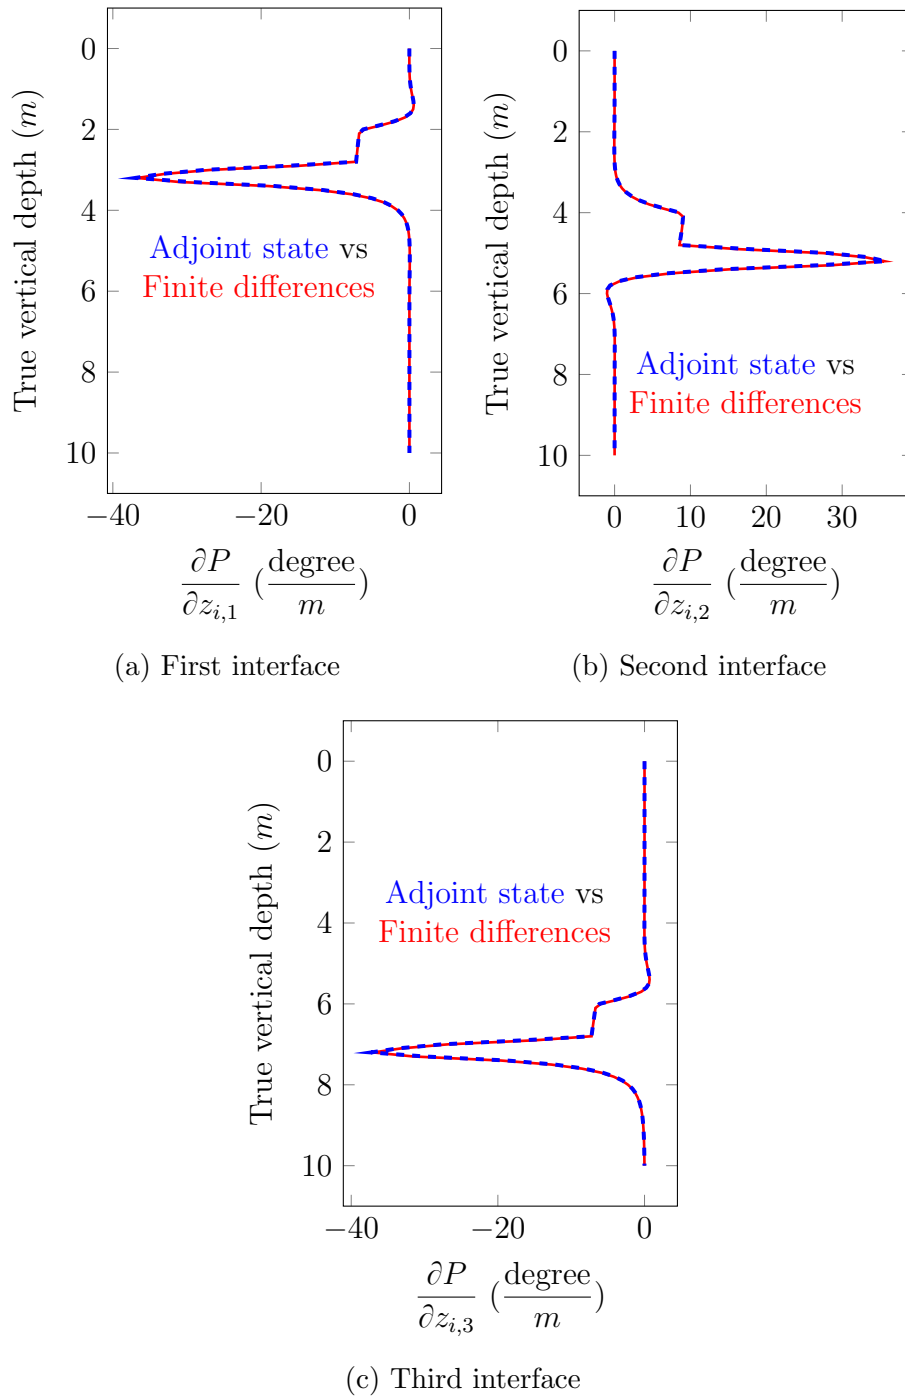 True vertical depth (m)
0
2
4
6
8
10
Adjoint state vs
Finite differences
−40
−20
0
∂P/∂z_{i,1} (degree/m)
(a) First interface
True vertical depth (m)
0
2
4
6
8
10
Adjoint state vs
Finite differences
0
10
20
30
∂P/∂z_{i,2} (degree/m)
(b) Second interface
True vertical depth (m)
0
2
4
6
8
10
Adjoint state vs
Finite differences
−40
−20
0
∂P/∂z_{i,3} (degree/m)
(c) Third interface